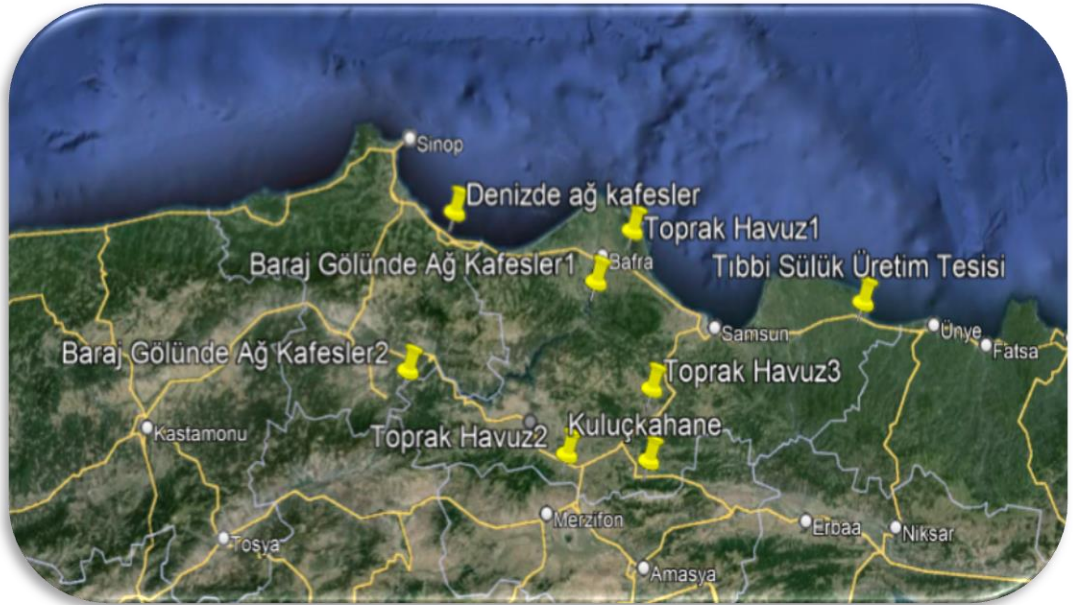 Sinop
Denizde ağ kafesler
Toprak Havuz1
Baraj Gölünde Ağ Kafesler1
Bafra
Tıbbi Sülük Üretim Tesisi
Samsun
Ünye
Fatsa
Baraj Gölünde Ağ Kafesler2
Toprak Havuz3
Kastamonu
Toprak Havuz2
Kuluçkahane
Merzifon
Erbaa
Niksar
Tosya
Amasya